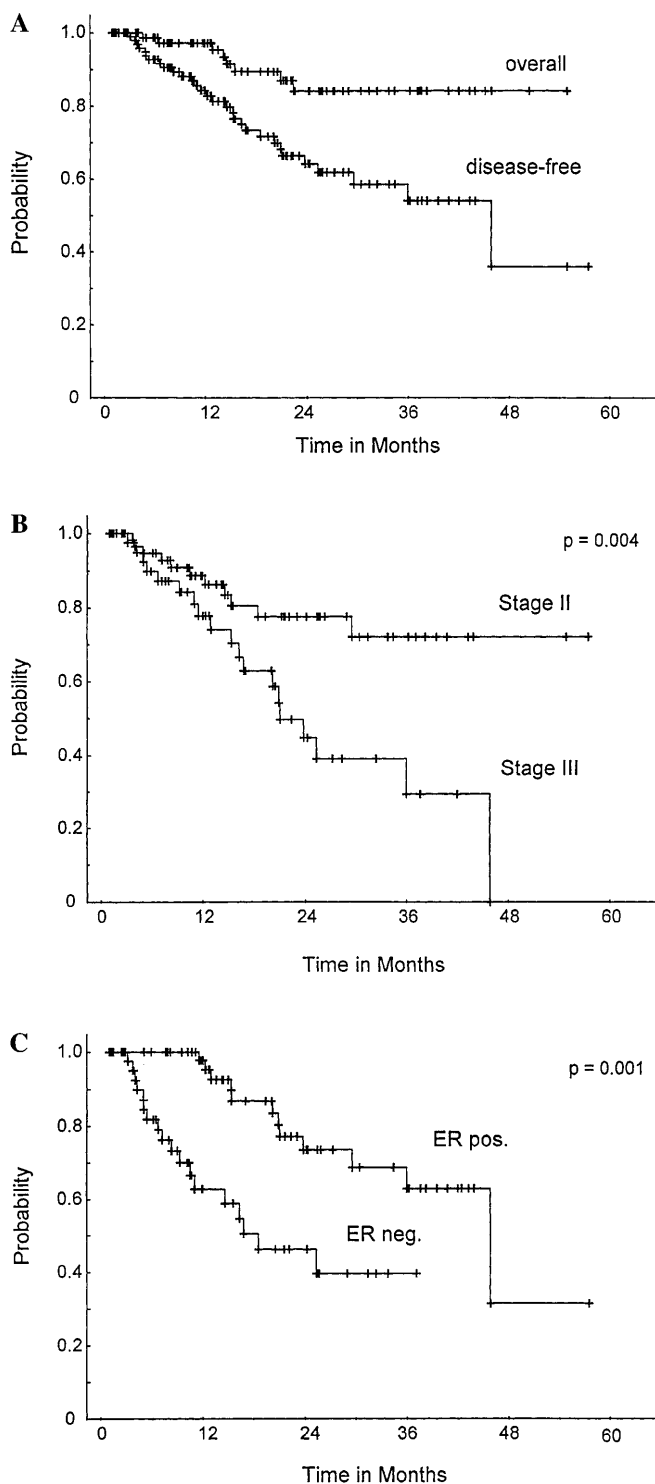 A
1.0
0.8
0.6
0.4
0.2
0
Probability
overall
disease-free
0 12 24 36 48 60
Time in Months
B
p = 0.004
1.0
0.8
0.6
0.4
0.2
0
Probability
Stage II
Stage III
0 12 24 36 48 60
Time in Months
C
p = 0.001
1.0
0.8
0.6
0.4
0.2
0
Probability
ER pos.
ER neg.
0 12 24 36 48 60
Time in Months